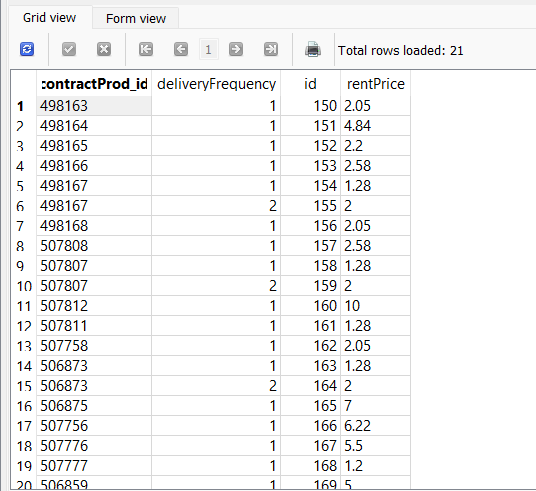 Grid view Form view
1 Total rows loaded: 21
contractProd_id deliveryFrequency id rentPrice
1 498163 1 150 2.05
2 498164 1 151 4.84
3 498165 1 152 2.2
4 498166 1 153 2.58
5 498167 1 154 1.28
6 498167 2 155 2
7 498168 1 156 2.05
8 507808 1 157 2.58
9 507807 1 158 1.28
10 507807 2 159 2
11 507812 1 160 10
12 507811 1 161 1.28
13 507758 1 162 2.05
14 506873 1 163 1.28
15 506873 2 164 2
16 506875 1 165 7
17 507756 1 166 6.22
18 507776 1 167 5.5
19 507777 1 168 1.2
20 506859 1 169 5